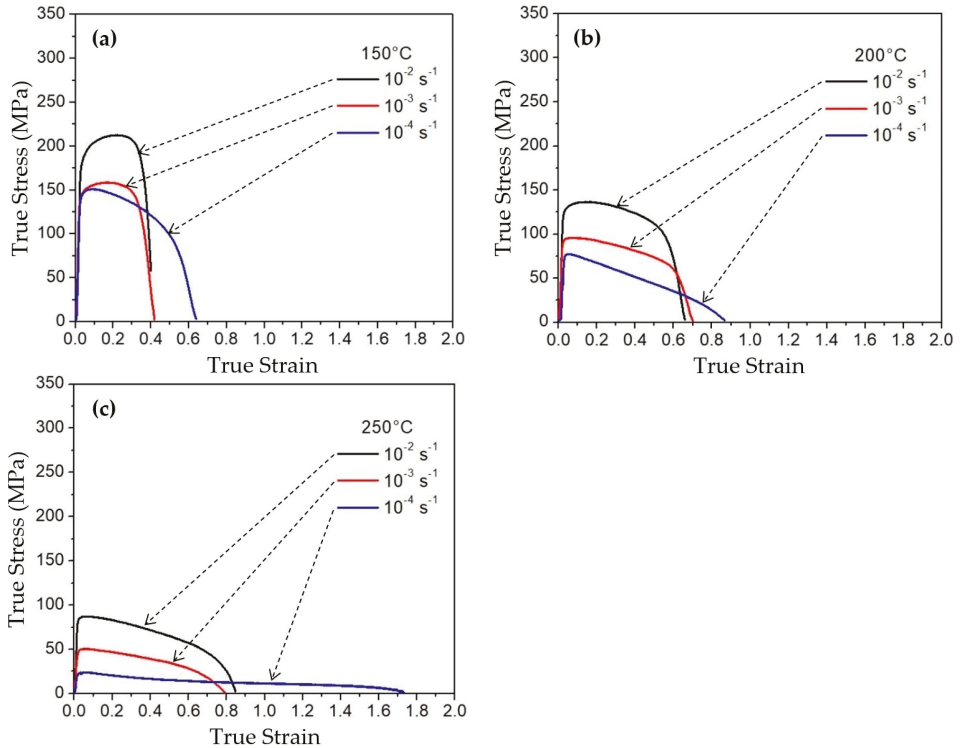 (a)
150°C
10⁻² s⁻¹
10⁻³ s⁻¹
10⁻⁴ s⁻¹
True Stress (MPa)
350
300
250
200
150
100
50
0
0.0 0.2 0.4 0.6 0.8 1.0 1.2 1.4 1.6 1.8 2.0
True Strain
(b)
200°C
10⁻² s⁻¹
10⁻³ s⁻¹
10⁻⁴ s⁻¹
True Stress (MPa)
350
300
250
200
150
100
50
0
0.0 0.2 0.4 0.6 0.8 1.0 1.2 1.4 1.6 1.8 2.0
True Strain
(c)
250°C
10⁻² s⁻¹
10⁻³ s⁻¹
10⁻⁴ s⁻¹
True Stress (MPa)
350
300
250
200
150
100
50
0
0.0 0.2 0.4 0.6 0.8 1.0 1.2 1.4 1.6 1.8 2.0
True Strain